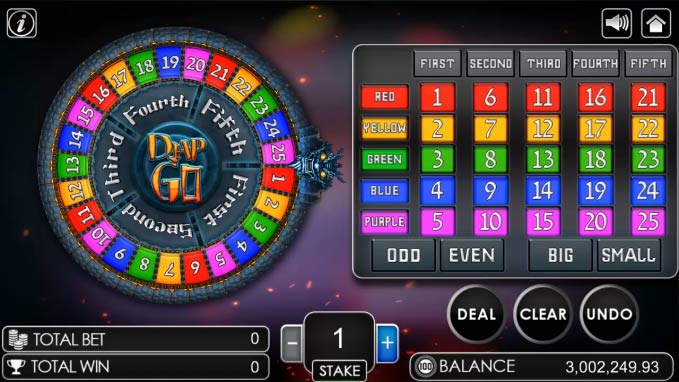 i
16 17 18 19 20 21 22 23 24 25 1 2 3 4 5 6 7 8 9 10 11 12 13 14 15
First Second Third Fourth Fifth
GO
FIRST SECOND THIRD FOURTH FIFTH
RED 1 6 11 16 21
YELLOW 2 7 12 17 22
GREEN 3 8 13 18 23
BLUE 4 9 14 19 24
PURPLE 5 10 15 20 25
ODD EVEN BIG SMALL
DEAL CLEAR UNDO
TOTAL BET 0
TOTAL WIN 0
- 1 +
STAKE
100 BALANCE 3,002,249.93